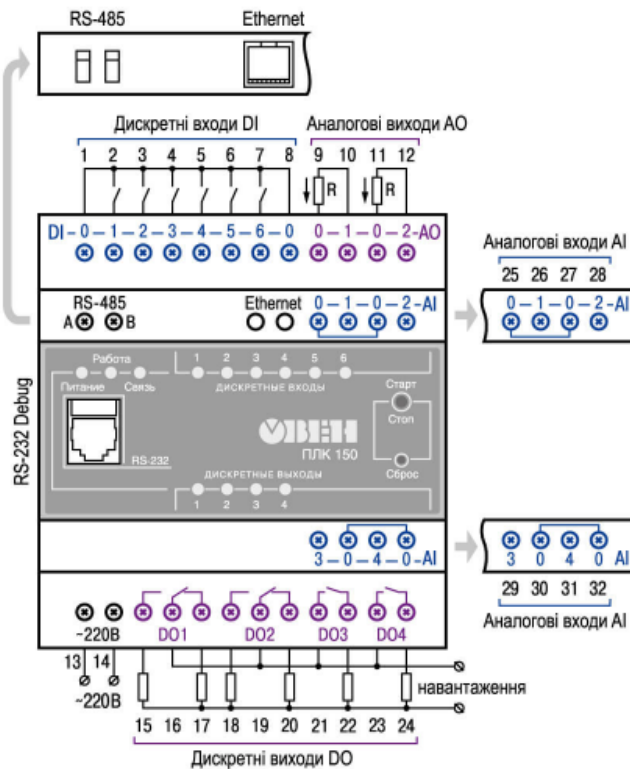 RS-485 Ethernet
Дискретні входи DI Аналогові виходи АО
1 2 3 4 5 6 7 8 9 10 11 12
R R
DI-0-1-2-3-4-5-6-0 0-1-0-2-AO
Аналогові входи AI
25 26 27 28
RS-485 Ethernet 0-1-0-2-AI
A B
0-1-0-2-AI
RS-232 Debug
Работа
Питание Связь
1 2 3 4 5 6
ДИСКРЕТНЫЕ ВХОДЫ
Старт
Стоп
ОВЕН
ПЛК 150
RS-232
ДИСКРЕТНЫЕ ВЫХОДЫ
Сброс
1 2 3 4
3-0-4-0-AI
3 0 4 0 AI
29 30 31 32
Аналогові входи AI
~220В DO1 DO2 DO3 DO4
13 14
~220В
навантаження
15 16 17 18 19 20 21 22 23 24
Дискретні виходи DO